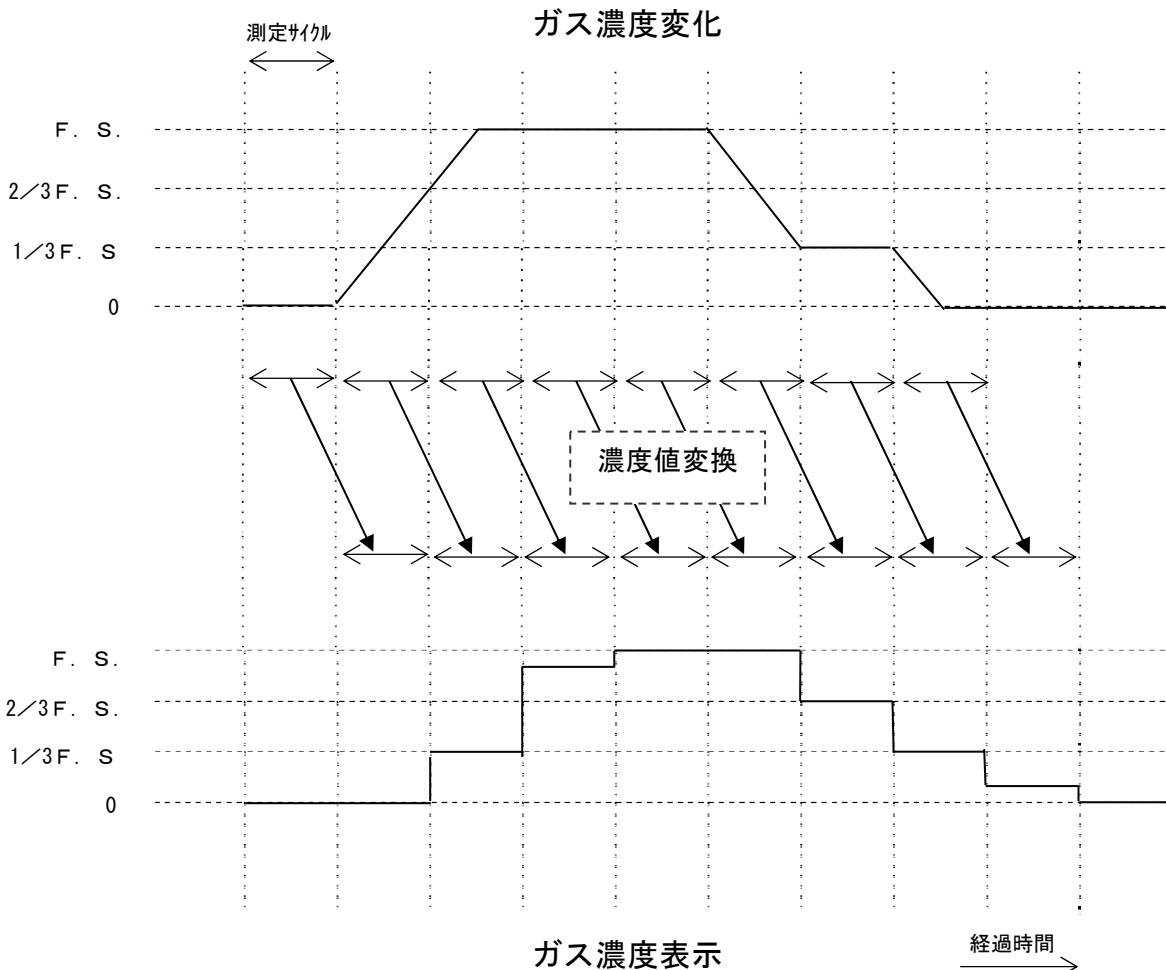 ガス濃度変化
測定サイクル
F. S.
2/3F. S.
1/3F. S
0
濃度値変換
F. S.
2/3F. S.
1/3F. S
0
ガス濃度表示
経過時間